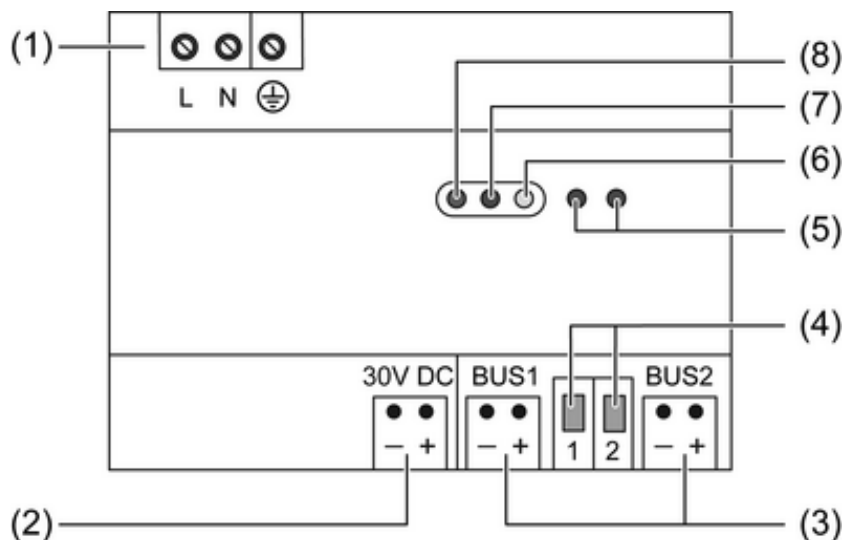 (1)
(8)
L N
(7)
(6)
(5)
(4)
30V DC BUS1 BUS2
– + – + 1 2 – +
(2)
(3)